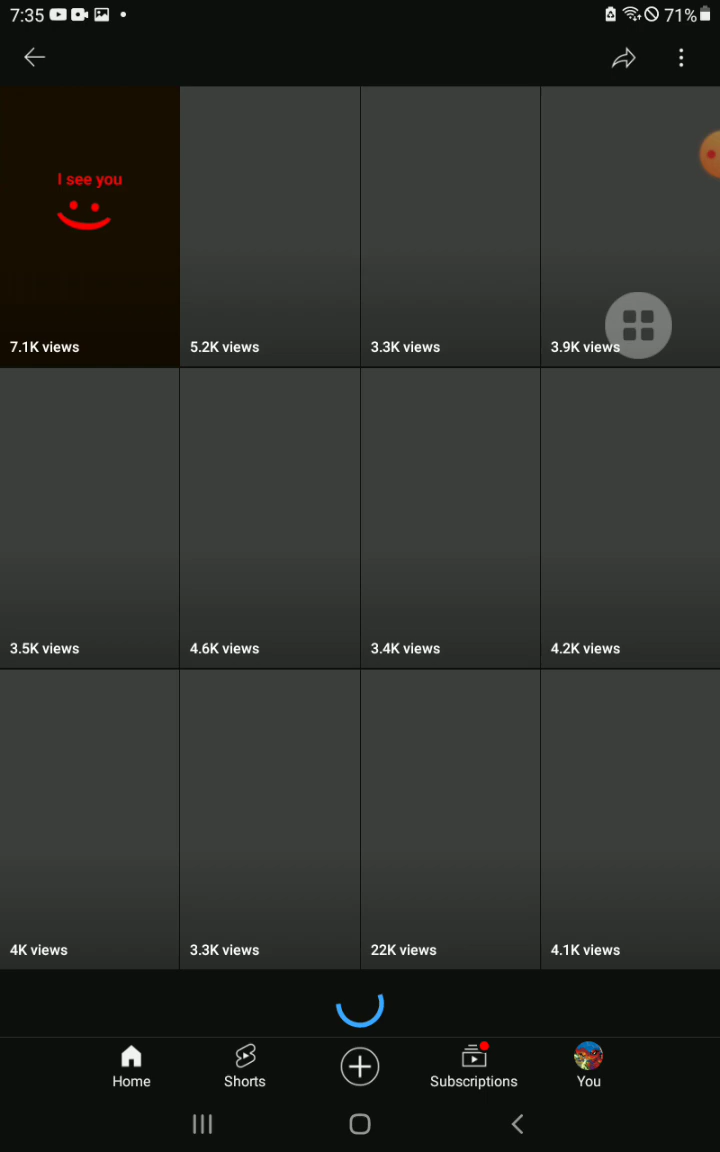 7:35
71%
I see you
7.1K views
5.2K views
3.3K views
3.9K views
3.5K views
4.6K views
3.4K views
4.2K views
4K views
3.3K views
22K views
4.1K views
Home
Shorts
Subscriptions
You